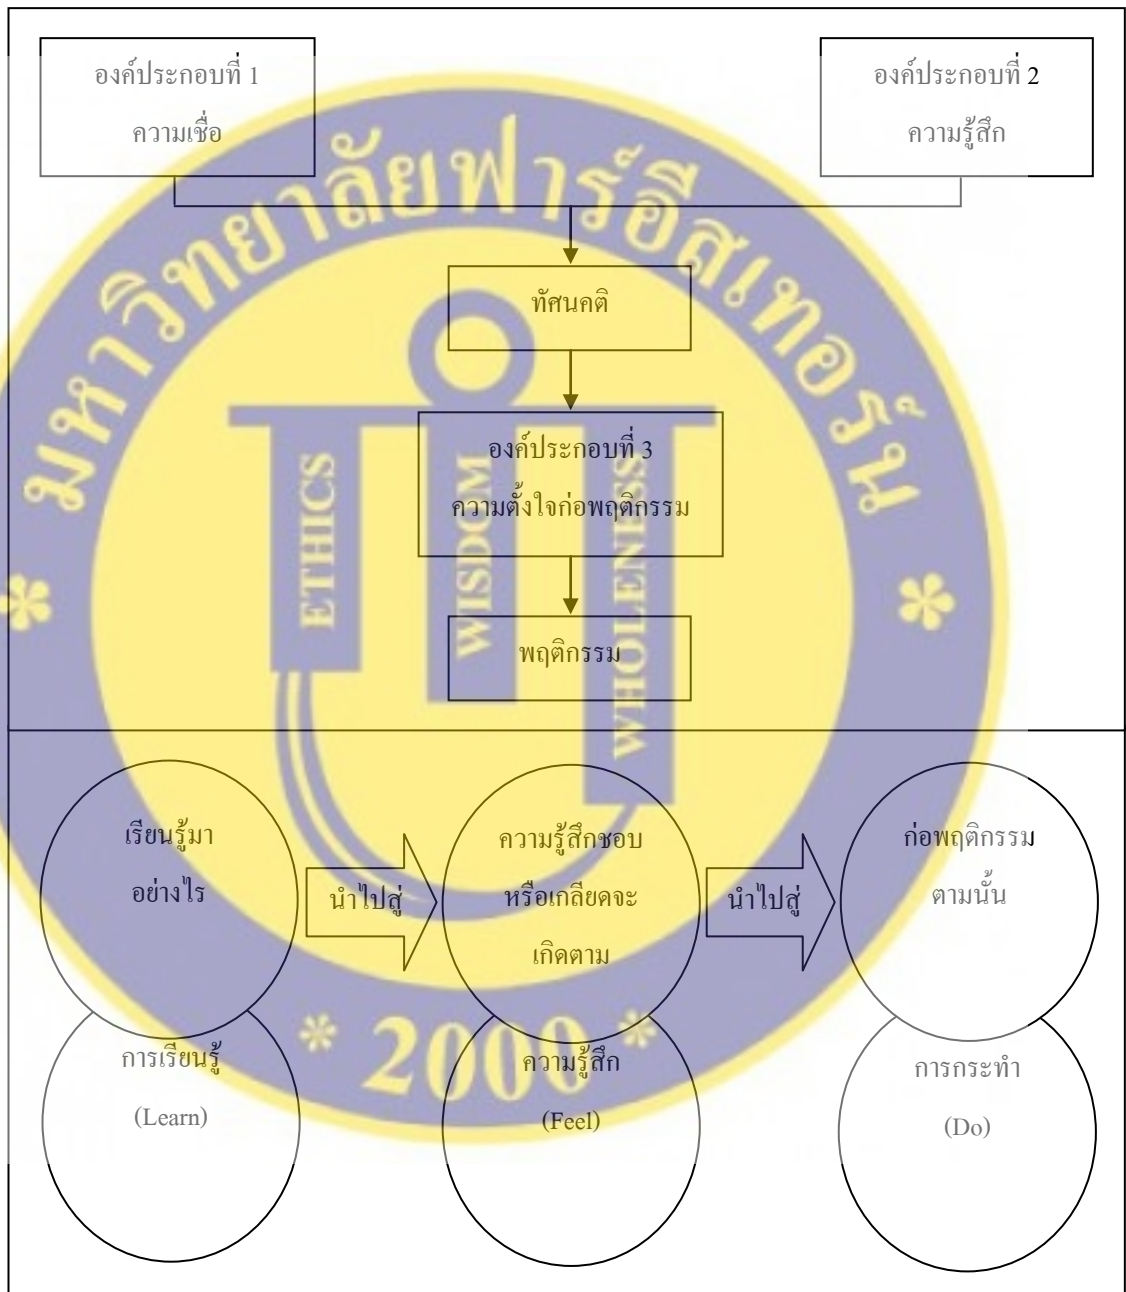 องค์ประกอบที่ 1
ความเชื่อ
องค์ประกอบที่ 2
ความรู้สึก
ทัศนคติ
องค์ประกอบที่ 3
ความตั้งใจก่อพฤติกรรม
พฤติกรรม
เรียนรู้มา
อย่างไร
นำไปสู่
ความรู้สึกชอบ
หรือเกลียดจะ
เกิดตาม
นำไปสู่
ก่อพฤติกรรม
ตามนั้น
การเรียนรู้
(Learn)
ความรู้สึก
(Feel)
การกระทำ
(Do)
มหาวิทยาลัยฟาร์อีสเทอร์น
ETHICS
WISDOM
WHOLENESS
* 2000 *